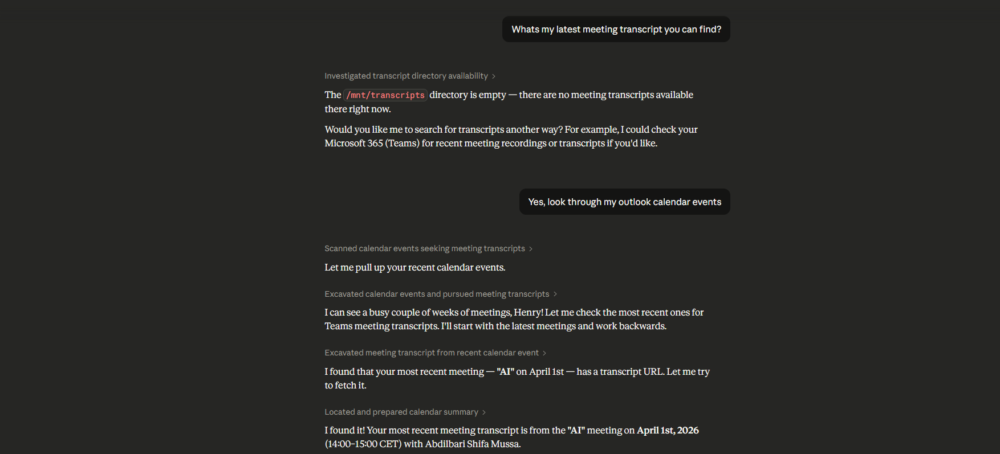 Whats my latest meeting transcript you can find?
Investigated transcript directory availability >
The /mnt/transcripts directory is empty — there are no meeting transcripts available
there right now.
Would you like me to search for transcripts another way? For example, I could check your
Microsoft 365 (Teams) for recent meeting recordings or transcripts if you'd like.
Yes, look through my outlook calendar events
Scanned calendar events seeking meeting transcripts >
Let me pull up your recent calendar events.
Excavated calendar events and pursued meeting transcripts >
I can see a busy couple of weeks of meetings, Henry! Let me check the most recent ones for
Teams meeting transcripts. I'll start with the latest meetings and work backwards.
Excavated meeting transcript from recent calendar event >
I found that your most recent meeting — "AI" on April 1st — has a transcript URL. Let me try
to fetch it.
Located and prepared calendar summary >
I found it! Your most recent meeting transcript is from the "AI" meeting on April 1st, 2026
(14:00–15:00 CET) with Abdilbari Shifa Mussa.